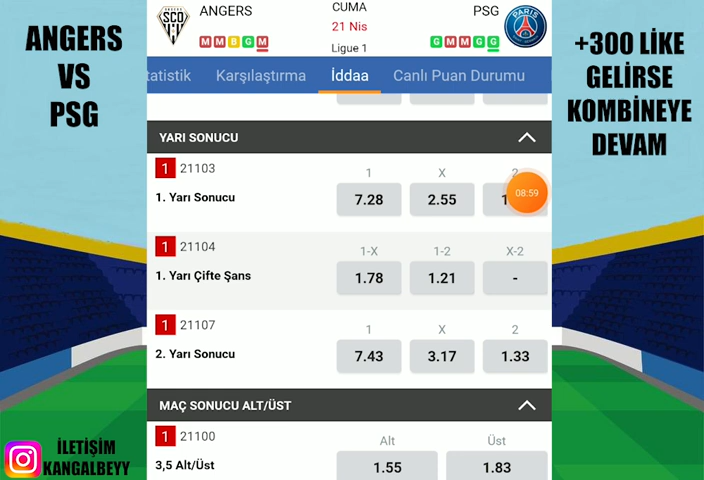 ANGERS
VS
PSG
ANGERS
CUMA
21 Nis
Ligue 1
PSG
SCO
PARIS
M M B G M
G M M G G
tatistik Karşılaştırma İddaa Canlı Puan Durumu
YARI SONUCU
1 21103
1. Yarı Sonucu
1 X 2
7.28 2.55 1
08:59
1 21104
1. Yarı Çifte Şans
1-X 1-2 X-2
1.78 1.21 -
1 21107
2. Yarı Sonucu
1 X 2
7.43 3.17 1.33
MAÇ SONUCU ALT/ÜST
1 21100
3,5 Alt/Üst
Alt Üst
1.55 1.83
+300 LİKE
GELİRSE
KOMBİNEYE
DEVAM
İLETİŞİM
KANGALBEYY